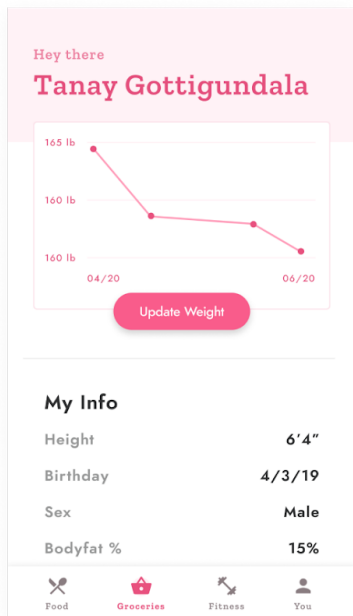 Hey there
Tanay Gottigundala
165 lb
160 lb
160 lb
04/20 06/20
Update Weight
My Info
Height 6’4”
Birthday 4/3/19
Sex Male
Bodyfat % 15%
Food Groceries Fitness You